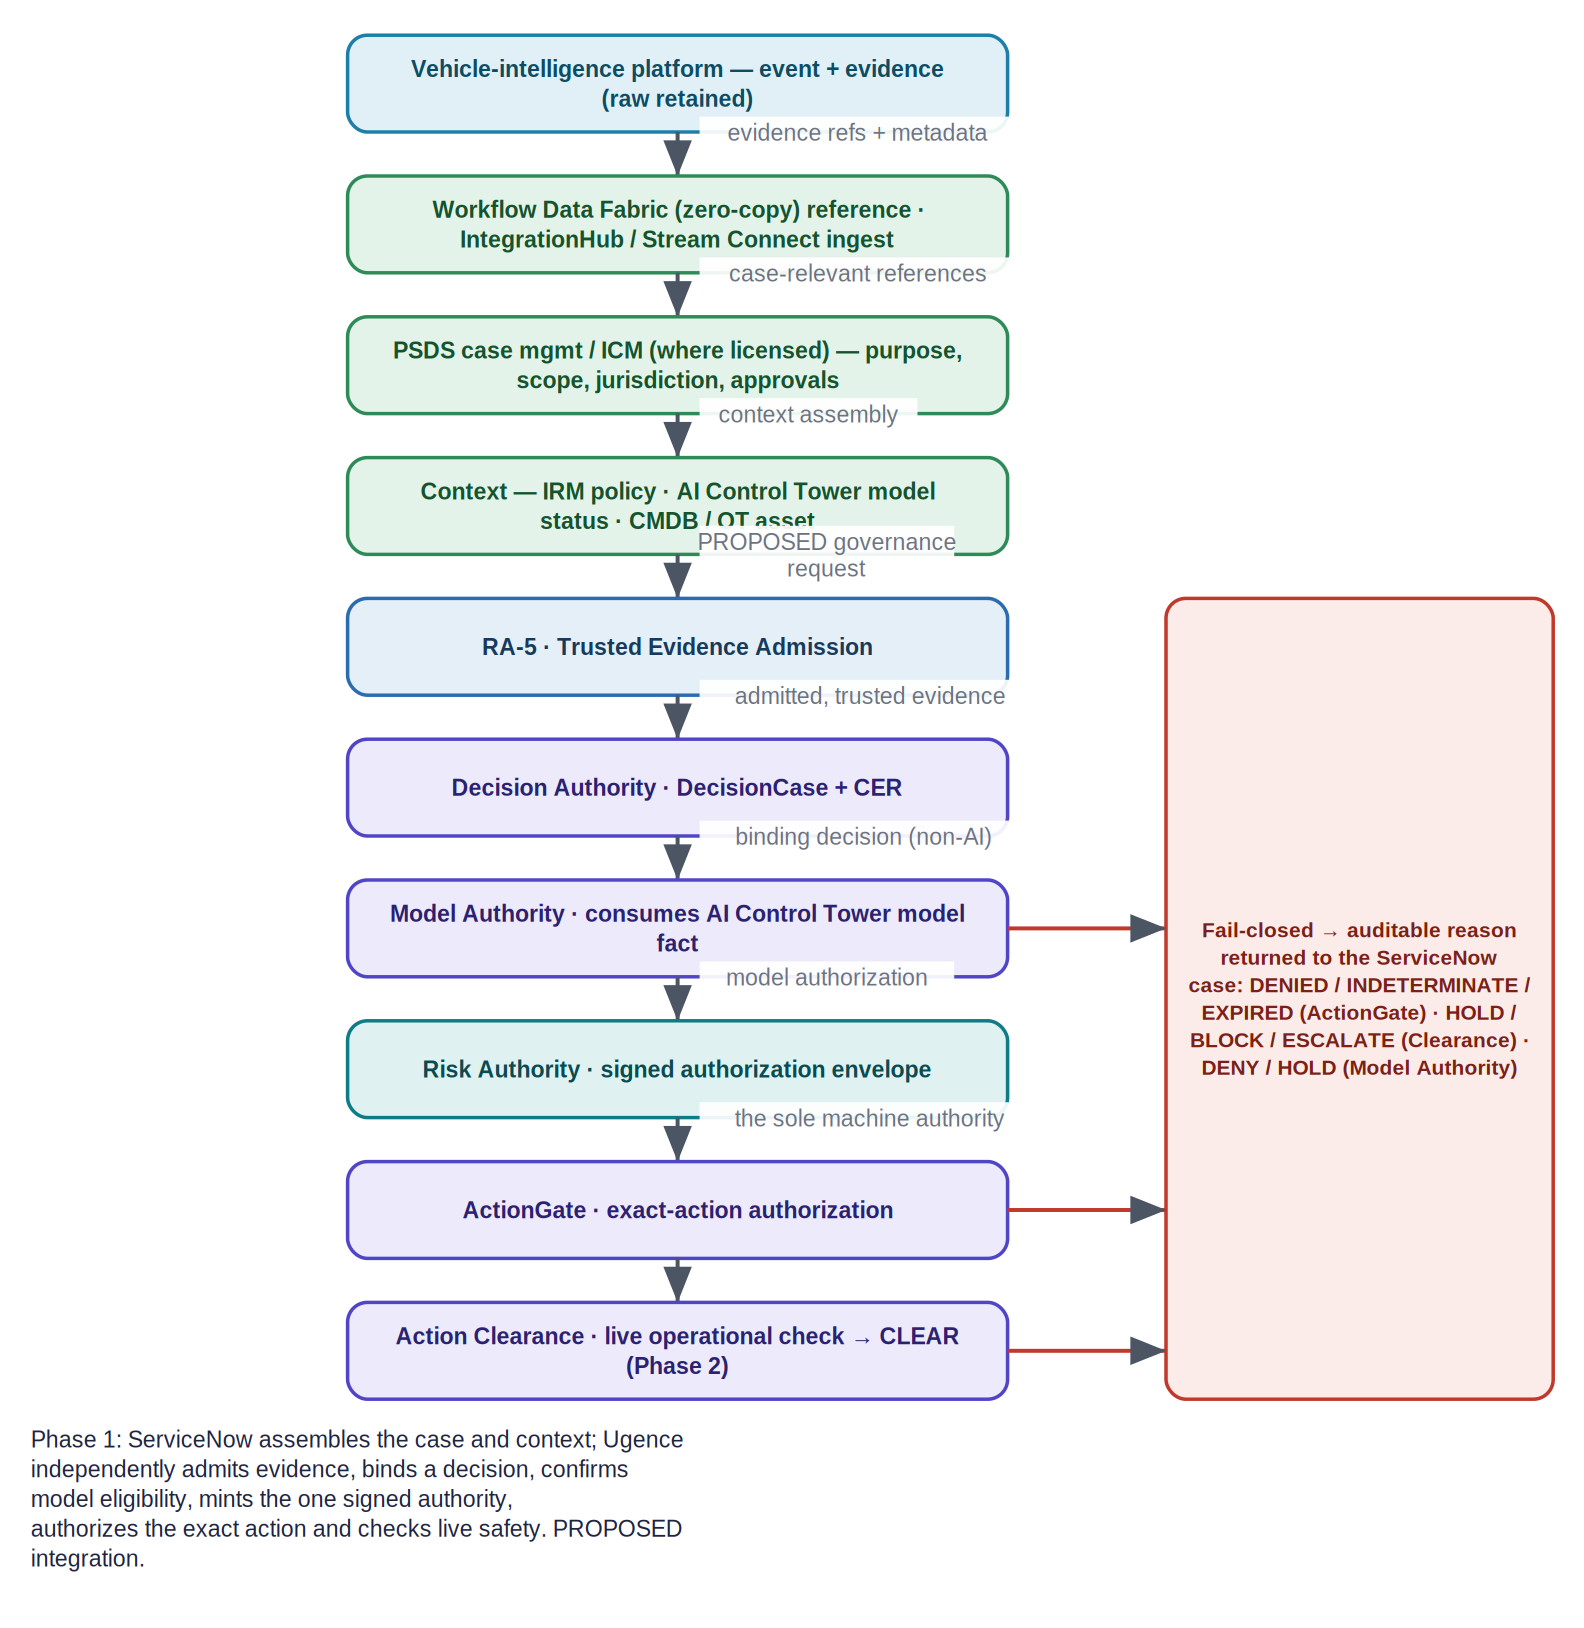 Vehicle-intelligence platform — event + evidence
(raw retained)
evidence refs + metadata
Workflow Data Fabric (zero-copy) reference ·
IntegrationHub / Stream Connect ingest
case-relevant references
PSDS case mgmt / ICM (where licensed) — purpose,
scope, jurisdiction, approvals
context assembly
Context — IRM policy · AI Control Tower model
status · CMDB / OT asset
PROPOSED governance
request
RA-5 · Trusted Evidence Admission
admitted, trusted evidence
Decision Authority · DecisionCase + CER
binding decision (non-AI)
Model Authority · consumes AI Control Tower model
fact
model authorization
Risk Authority · signed authorization envelope
the sole machine authority
ActionGate · exact-action authorization
Action Clearance · live operational check → CLEAR
(Phase 2)
Fail-closed → auditable reason
returned to the ServiceNow
case: DENIED / INDETERMINATE /
EXPIRED (ActionGate) · HOLD /
BLOCK / ESCALATE (Clearance) ·
DENY / HOLD (Model Authority)
Phase 1: ServiceNow assembles the case and context; Ugence
independently admits evidence, binds a decision, confirms
model eligibility, mints the one signed authority,
authorizes the exact action and checks live safety. PROPOSED
integration.